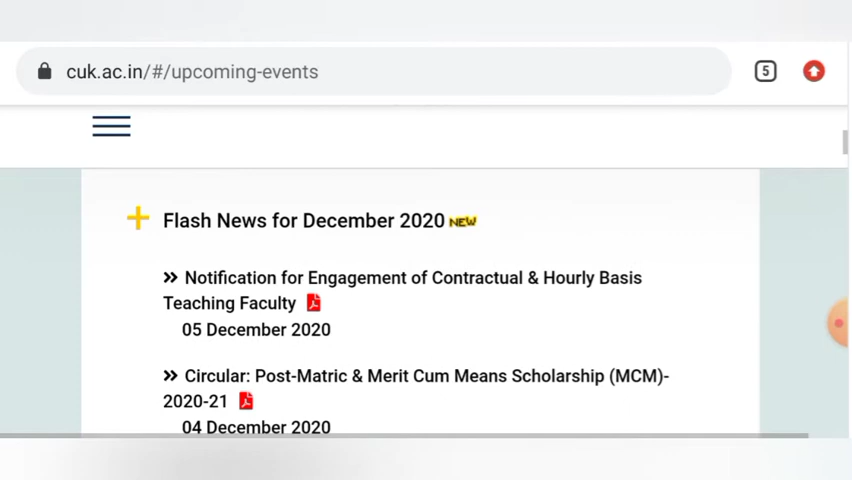 cuk.ac.in/#/upcoming-events
5
Flash News for December 2020 NEW
» Notification for Engagement of Contractual & Hourly Basis
Teaching Faculty
05 December 2020
» Circular: Post-Matric & Merit Cum Means Scholarship (MCM)-
2020-21
04 December 2020